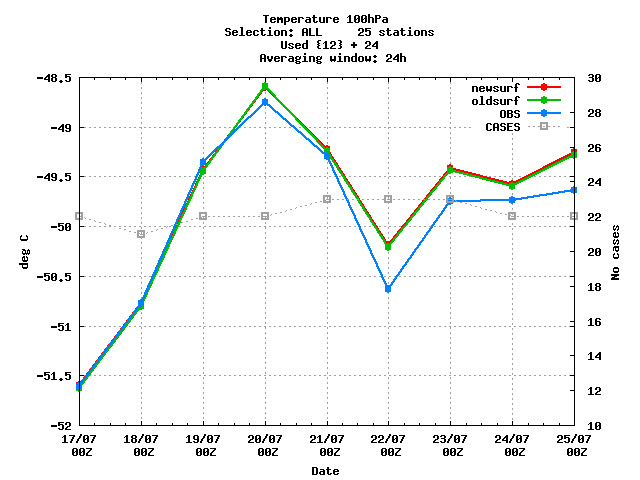 Temperature 100hPa
Selection: ALL     25 stations
Used {12} + 24
Averaging window: 24h
newsurf
oldsurf
OBS
CASES
-48.5
-49
-49.5
-50
-50.5
-51
-51.5
-52
deg C
30
28
26
24
22
20
18
16
14
12
10
No cases
17/07 18/07 19/07 20/07 21/07 22/07 23/07 24/07 25/07
00Z 00Z 00Z 00Z 00Z 00Z 00Z 00Z 00Z
Date